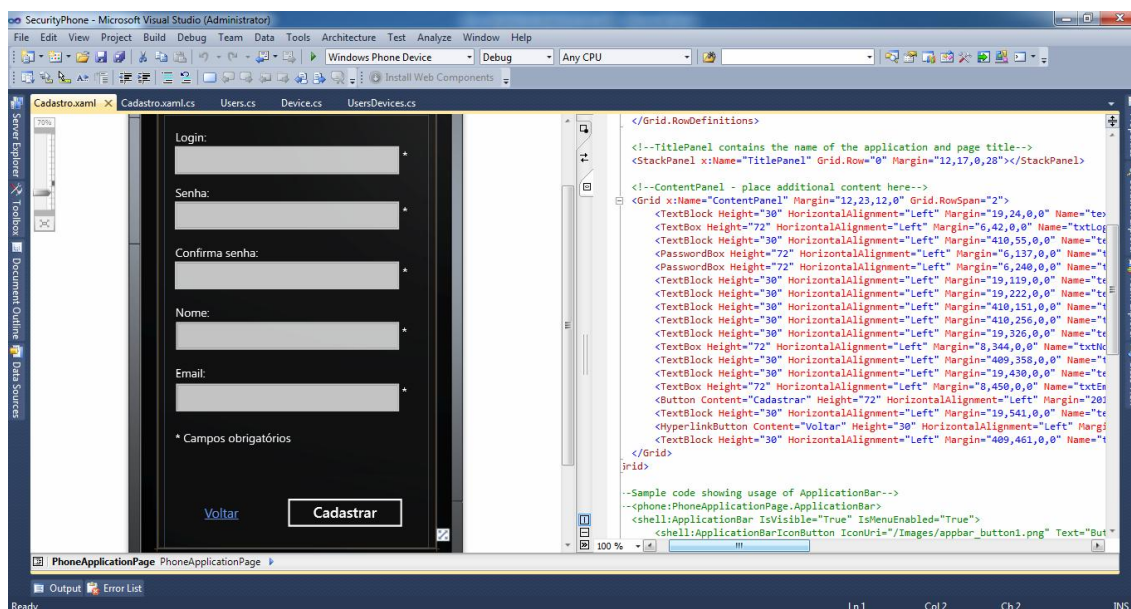 SecurityPhone - Microsoft Visual Studio (Administrator)
File Edit View Project Build Debug Team Data Tools Architecture Test Analyze Window Help
Windows Phone Device Debug Any CPU
Install Web Components
Cadastro.xaml Cadastro.xaml.cs Users.cs Device.cs UsersDevices.cs
Server Explorer
Toolbox
Document Outline
Data Sources
70%
Login:
*
Senha:
*
Confirma senha:
*
Nome:
*
Email:
*
* Campos obrigatórios
Voltar Cadastrar
</Grid.RowDefinitions>
<!--TitlePanel contains the name of the application and page title-->
<StackPanel x:Name="TitlePanel" Grid.Row="0" Margin="12,17,0,28"></StackPanel>
<!--ContentPanel - place additional content here-->
<Grid x:Name="ContentPanel" Margin="12,23,12,0" Grid.RowSpan="2">
<TextBlock Height="30" HorizontalAlignment="Left" Margin="19,24,0,0" Name="tex
<TextBox Height="72" HorizontalAlignment="Left" Margin="6,42,0,0" Name="txtLog
<TextBlock Height="30" HorizontalAlignment="Left" Margin="410,55,0,0" Name="te
<PasswordBox Height="72" HorizontalAlignment="Left" Margin="6,137,0,0" Name="t
<PasswordBox Height="72" HorizontalAlignment="Left" Margin="6,240,0,0" Name="t
<TextBlock Height="30" HorizontalAlignment="Left" Margin="19,119,0,0" Name="te
<TextBlock Height="30" HorizontalAlignment="Left" Margin="19,222,0,0" Name="te
<TextBlock Height="30" HorizontalAlignment="Left" Margin="410,151,0,0" Name="t
<TextBlock Height="30" HorizontalAlignment="Left" Margin="410,256,0,0" Name="t
<TextBlock Height="30" HorizontalAlignment="Left" Margin="19,326,0,0" Name="te
<TextBox Height="72" HorizontalAlignment="Left" Margin="8,344,0,0" Name="txtNo
<TextBlock Height="30" HorizontalAlignment="Left" Margin="409,358,0,0" Name="t
<TextBlock Height="30" HorizontalAlignment="Left" Margin="19,430,0,0" Name="te
<TextBox Height="72" HorizontalAlignment="Left" Margin="8,450,0,0" Name="txtEm
<Button Content="Cadastrar" Height="72" HorizontalAlignment="Left" Margin="201
<TextBlock Height="30" HorizontalAlignment="Left" Margin="19,541,0,0" Name="te
<HyperlinkButton Content="Voltar" Height="30" HorizontalAlignment="Left" Margi
<TextBlock Height="30" HorizontalAlignment="Left" Margin="409,461,0,0" Name="t
</Grid>
Grid>
--Sample code showing usage of ApplicationBar-->
--<phone:PhoneApplicationPage.ApplicationBar>
<shell:ApplicationBar IsVisible="True" IsMenuEnabled="True">
<shell:ApplicationBarIconButton IconUri="/Images/appbar_button1.png" Text="But
100 %
PhoneApplicationPage PhoneApplicationPage
Output Error List
Ready Ln 1 Col 2 Ch 2 INS